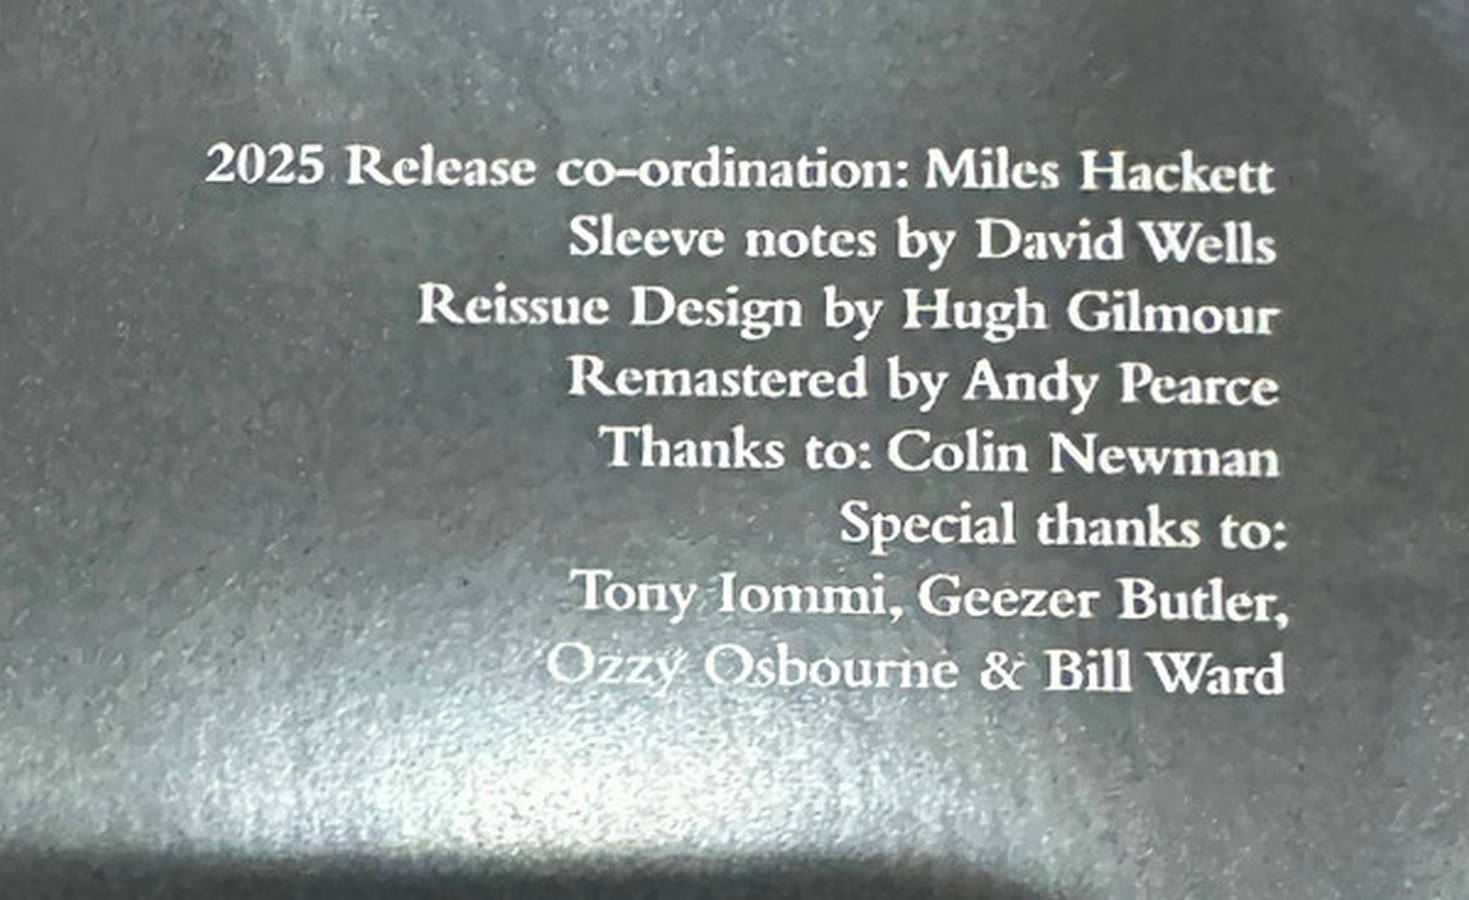 2025 Release co-ordination: Miles Hackett
Sleeve notes by David Wells
Reissue Design by Hugh Gilmour
Remastered by Andy Pearce
Thanks to: Colin Newman
Special thanks to:
Tony Iommi, Geezer Butler,
Ozzy Osbourne & Bill Ward